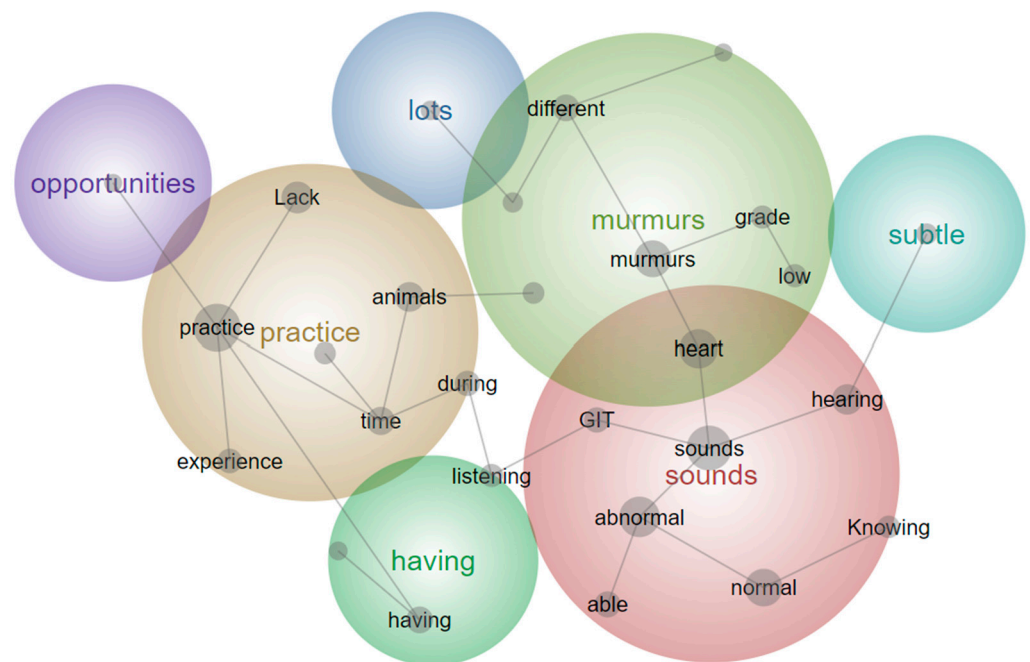 lots
different
opportunities
Lack
murmurs
grade
subtle
murmurs
low
animals
practice
practice
heart
during
hearing
time
GIT
sounds
experience
listening
sounds
abnormal
Knowing
having
normal
able
having